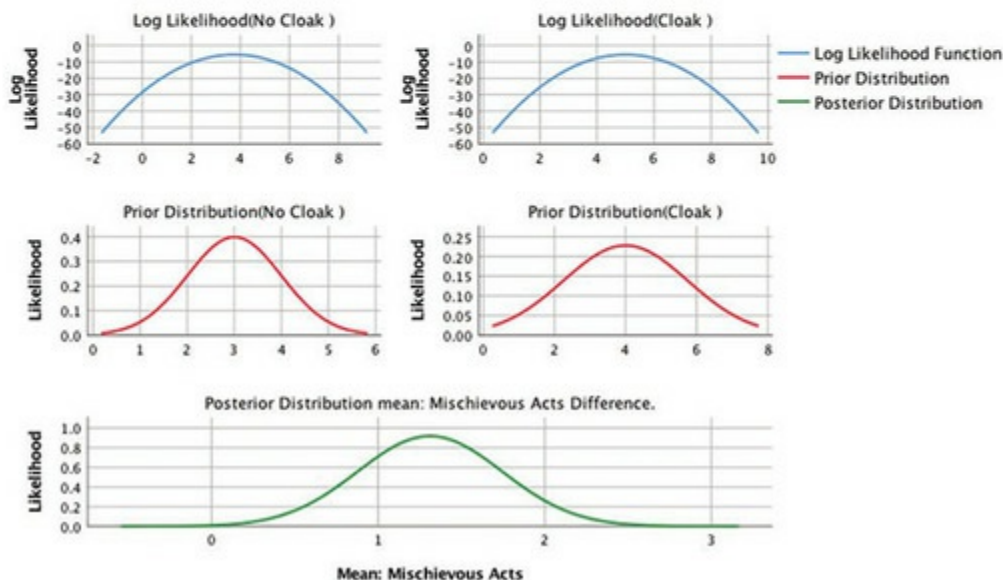 Log Likelihood(No Cloak )
Log Likelihood
0
-10
-20
-30
-40
-50
-60
-2 0 2 4 6 8
Log Likelihood(Cloak )
Log Likelihood
0
-10
-20
-30
-40
-50
-60
0 2 4 6 8 10
Log Likelihood Function
Prior Distribution
Posterior Distribution
Prior Distribution(No Cloak )
Likelihood
0.4
0.3
0.2
0.1
0.0
0 1 2 3 4 5 6
Prior Distribution(Cloak )
Likelihood
0.25
0.20
0.15
0.10
0.05
0.00
0 2 4 6 8
Posterior Distribution mean: Mischievous Acts Difference.
Likelihood
1.0
0.8
0.6
0.4
0.2
0.0
0 1 2 3
Mean: Mischievous Acts